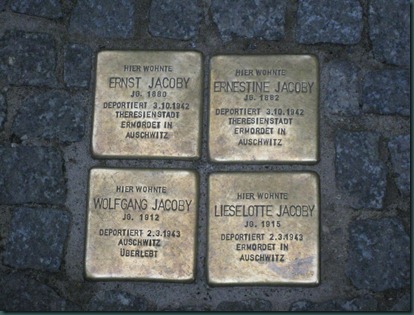 HIER WOHNTE
ERNST JACOBY
JG. 1880
DEPORTIERT 3.10.1942
THERESIENSTADT
ERMORDET IN
AUSCHWITZ
HIER WOHNTE
ERNESTINE JACOBY
JG. 1892
DEPORTIERT 3.10.1942
THERESIENSTADT
ERMORDET IN
AUSCHWITZ
HIER WOHNTE
WOLFGANG JACOBY
JG. 1912
DEPORTIERT 2.3.1943
AUSCHWITZ
ÜBERLEBT
HIER WOHNTE
LIESELOTTE JACOBY
JG. 1915
DEPORTIERT 2.3.1943
ERMORDET IN
AUSCHWITZ